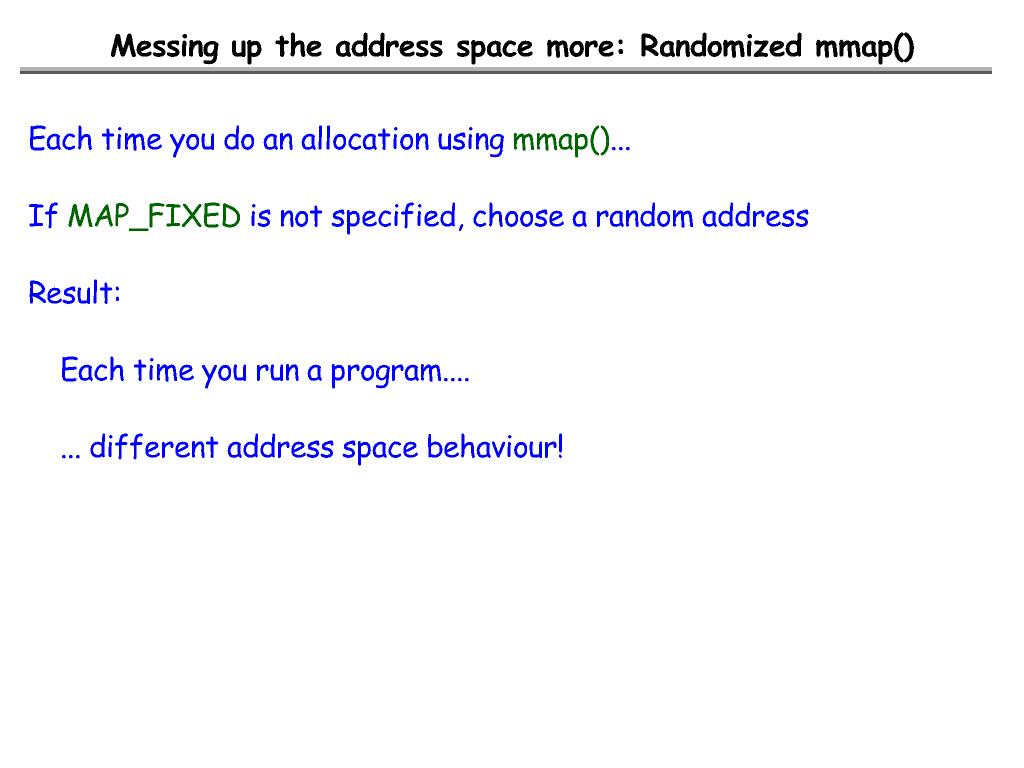 Messing up the address space more: Randomized mmap()
Each time you do an allocation using mmap()...
If MAP_FIXED is not specified, choose a random address
Result:
Each time you run a program....
... different address space behaviour!